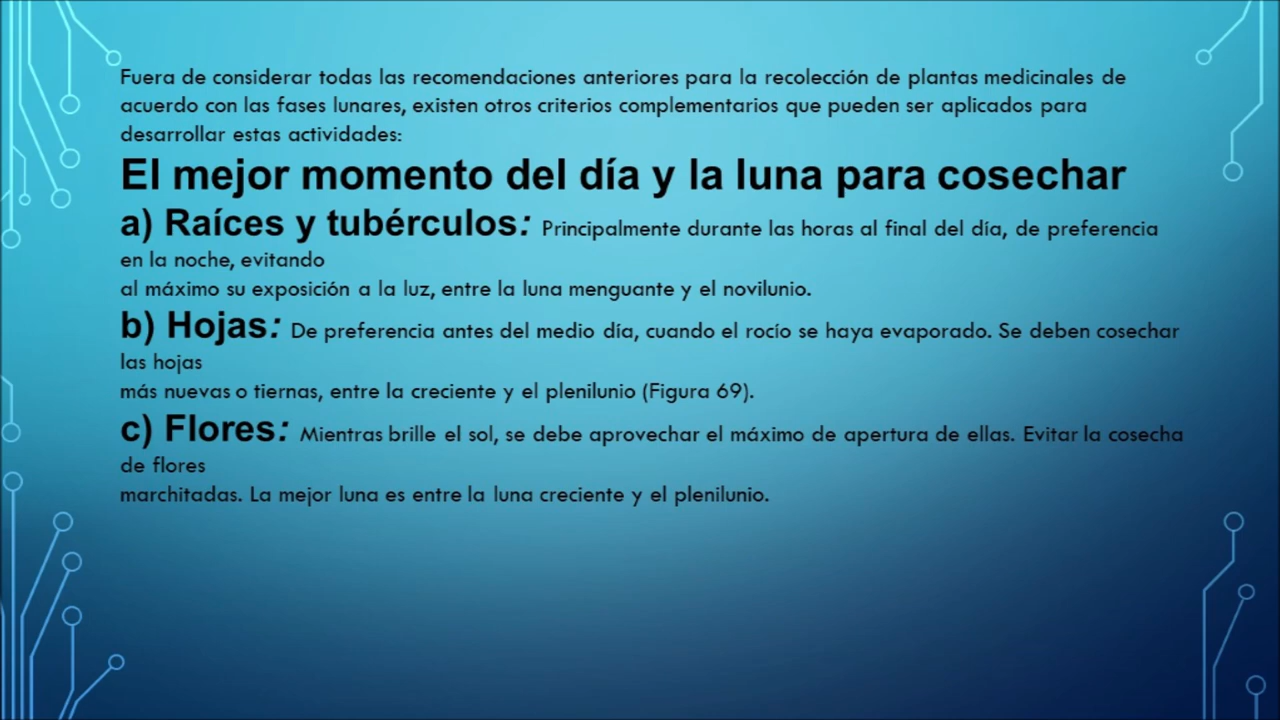 Fuera de considerar todas las recomendaciones anteriores para la recolección de plantas medicinales de
acuerdo con las fases lunares, existen otros criterios complementarios que pueden ser aplicados para
desarrollar estas actividades:
El mejor momento del día y la luna para cosechar
a) Raíces y tubérculos: Principalmente durante las horas al final del día, de preferencia
en la noche, evitando
al máximo su exposición a la luz, entre la luna menguante y el novilunio.
b) Hojas: De preferencia antes del medio día, cuando el rocío se haya evaporado. Se deben cosechar
las hojas
más nuevas o tiernas, entre la creciente y el plenilunio (Figura 69).
c) Flores: Mientras brille el sol, se debe aprovechar el máximo de apertura de ellas. Evitar la cosecha
de flores
marchitadas. La mejor luna es entre la luna creciente y el plenilunio.